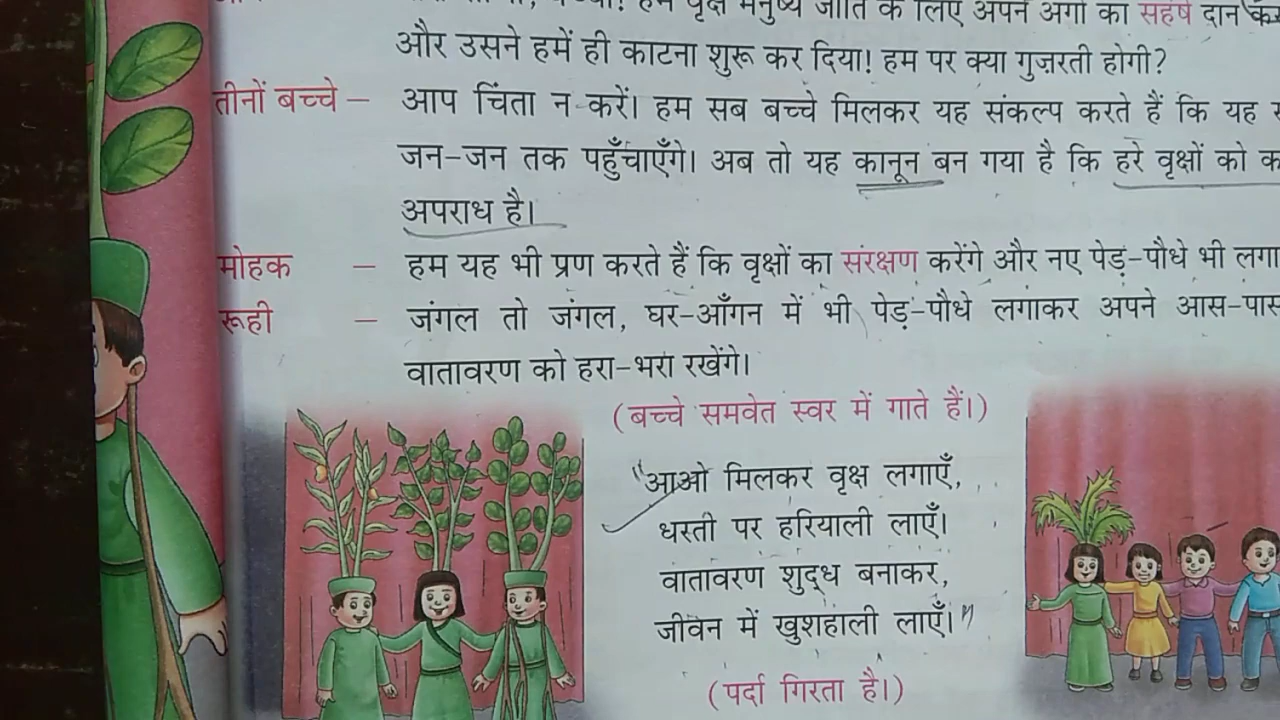 वृक्ष मनुष्य जाति के लिए अपने अंगों का सहर्ष दान
और उसने हमें ही काटना शुरू कर दिया! हम पर क्या गुज़रती होगी?
तीनों बच्चे – आप चिंता न करें। हम सब बच्चे मिलकर यह संकल्प करते हैं कि यह
जन-जन तक पहुँचाएँगे। अब तो यह कानून बन गया है कि हरे वृक्षों को
अपराध है।
मोहक – हम यह भी प्रण करते हैं कि वृक्षों का संरक्षण करेंगे और नए पेड़-पौधे भी
रूही – जंगल तो जंगल, घर-आँगन में भी पेड़-पौधे लगाकर अपने आस-पास
वातावरण को हरा-भरा रखेंगे।
(बच्चे समवेत स्वर में गाते हैं।)
"आओ मिलकर वृक्ष लगाएँ,
धरती पर हरियाली लाएँ।
वातावरण शुद्ध बनाकर,
जीवन में खुशहाली लाएँ।"
(पर्दा गिरता है।)